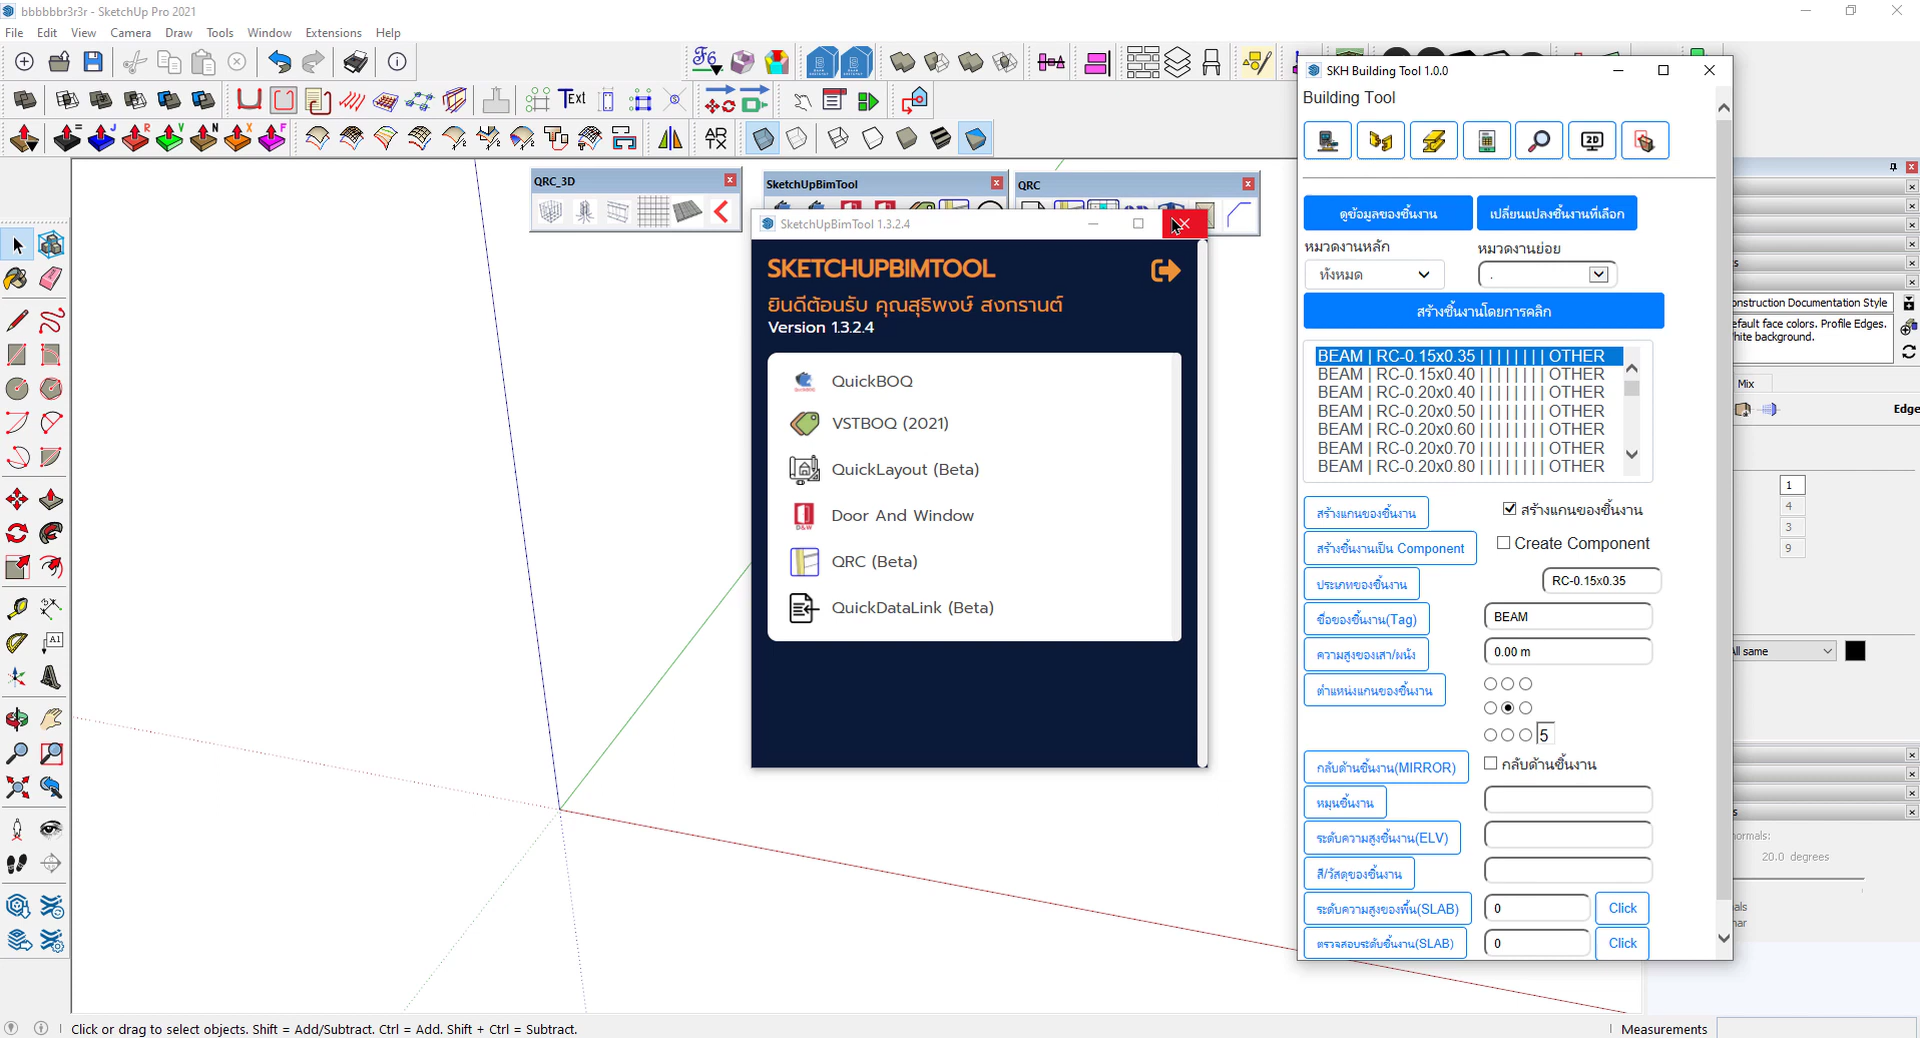 bbbbbbr3r3r - SketchUp Pro 2021
File Edit View Camera Draw Tools Window Extensions Help
Text
AR
TX
QRC_3D
SketchUpBimTool
QRC
SketchUpBimTool 1.3.2.4
SKETCHUPBIMTOOL
ยินดีต้อนรับ คุณสุธิพงษ์ สงกรานต์
Version 1.3.2.4
QuickBOQ
VSTBOQ (2021)
QuickLayout (Beta)
Door And Window
QRC (Beta)
QuickDataLink (Beta)
SKH Building Tool 1.0.0
Building Tool
2D
ดูข้อมูลของชิ้นงาน
เปลี่ยนแปลงชิ้นงานที่เลือก
หมวดงานหลัก
หมวดงานย่อย
ทั้งหมด
.
สร้างชิ้นงานโดยการคลิก
BEAM | RC-0.15x0.35 | | | | | | | | OTHER
BEAM | RC-0.15x0.40 | | | | | | | | OTHER
BEAM | RC-0.20x0.40 | | | | | | | | OTHER
BEAM | RC-0.20x0.50 | | | | | | | | OTHER
BEAM | RC-0.20x0.60 | | | | | | | | OTHER
BEAM | RC-0.20x0.70 | | | | | | | | OTHER
BEAM | RC-0.20x0.80 | | | | | | | | OTHER
สร้างแกนของชิ้นงาน
สร้างแกนของชิ้นงาน
สร้างชิ้นงานเป็น Component
Create Component
ประเภทของชิ้นงาน
RC-0.15x0.35
ชื่อของชิ้นงาน(Tag)
BEAM
ความสูงของเสา/ผนัง
0.00 m
ตำแหน่งแกนของชิ้นงาน
5
กลับด้านชิ้นงาน(MIRROR)
กลับด้านชิ้นงาน
หมุนชิ้นงาน
ระดับความสูงชิ้นงาน(ELV)
สี/วัสดุของชิ้นงาน
ระดับความสูงของพื้น(SLAB)
0
Click
ตรวจสอบระดับชิ้นงาน(SLAB)
0
Click
onstruction Documentation Style
efault face colors. Profile Edges.
hite background.
Mix
Edge
1
4
3
9
All same
ormals:
20.0 degrees
Click or drag to select objects. Shift = Add/Subtract. Ctrl = Add. Shift + Ctrl = Subtract.
Measurements